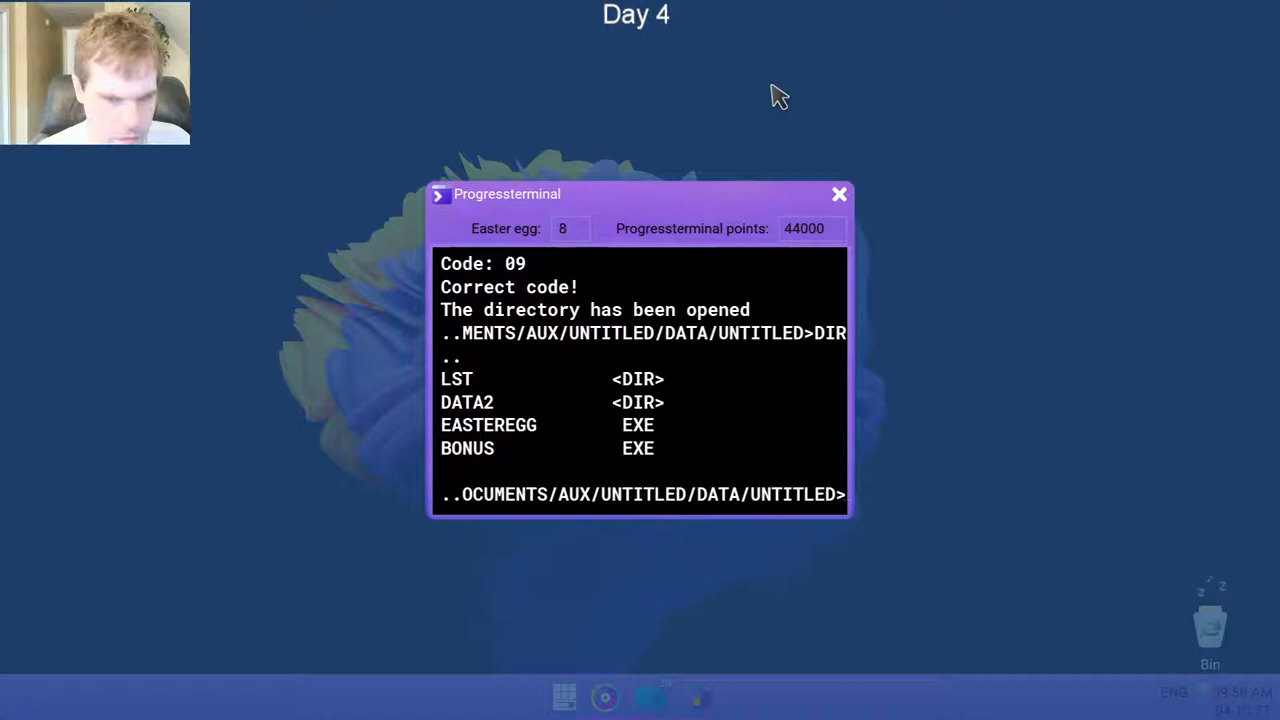 Day 4
Progressterminal
Easter egg: 8 Progressterminal points: 44000
Code: 09
Correct code!
The directory has been opened
..MENTS/AUX/UNTITLED/DATA/UNTITLED>DIR
..
LST <DIR>
DATA2 <DIR>
EASTEREGG EXE
BONUS EXE
..OCUMENTS/AUX/UNTITLED/DATA/UNTITLED>
z z
Bin
ENG